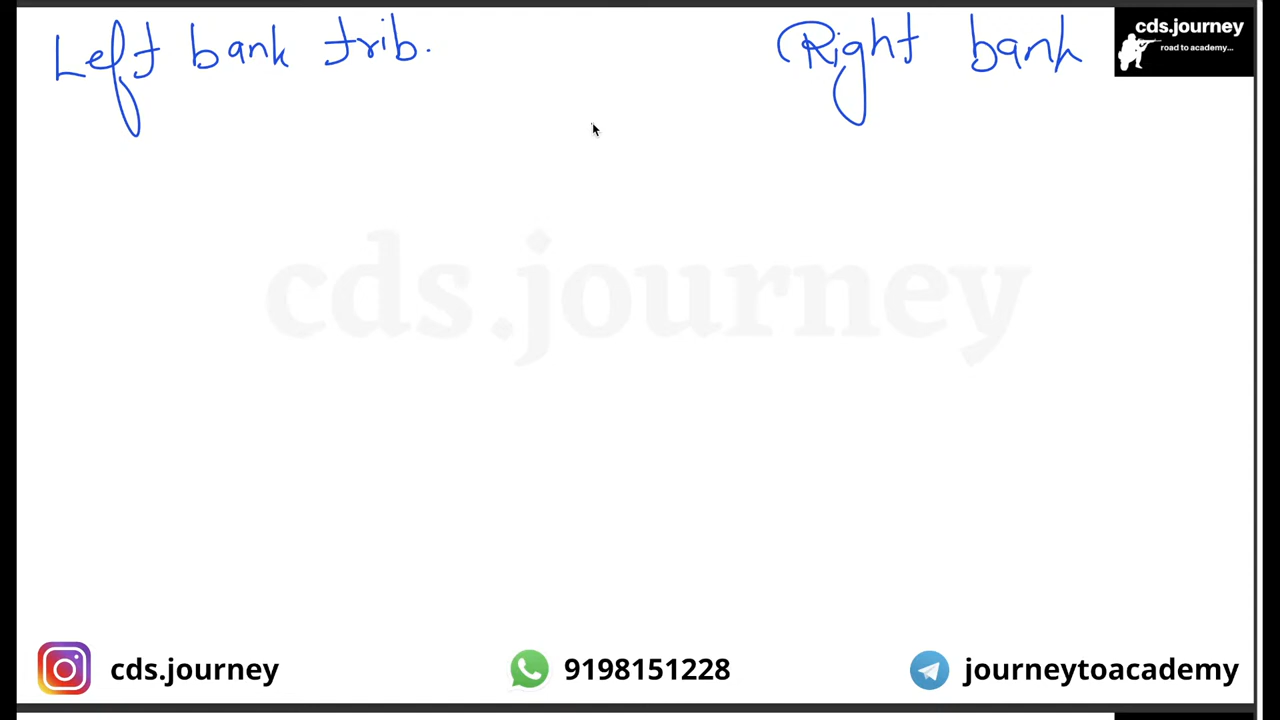 Left bank trib. Right bank
cds.journey
road to academy...
cds.journey
cds.journey 9198151228 journeytoacademy